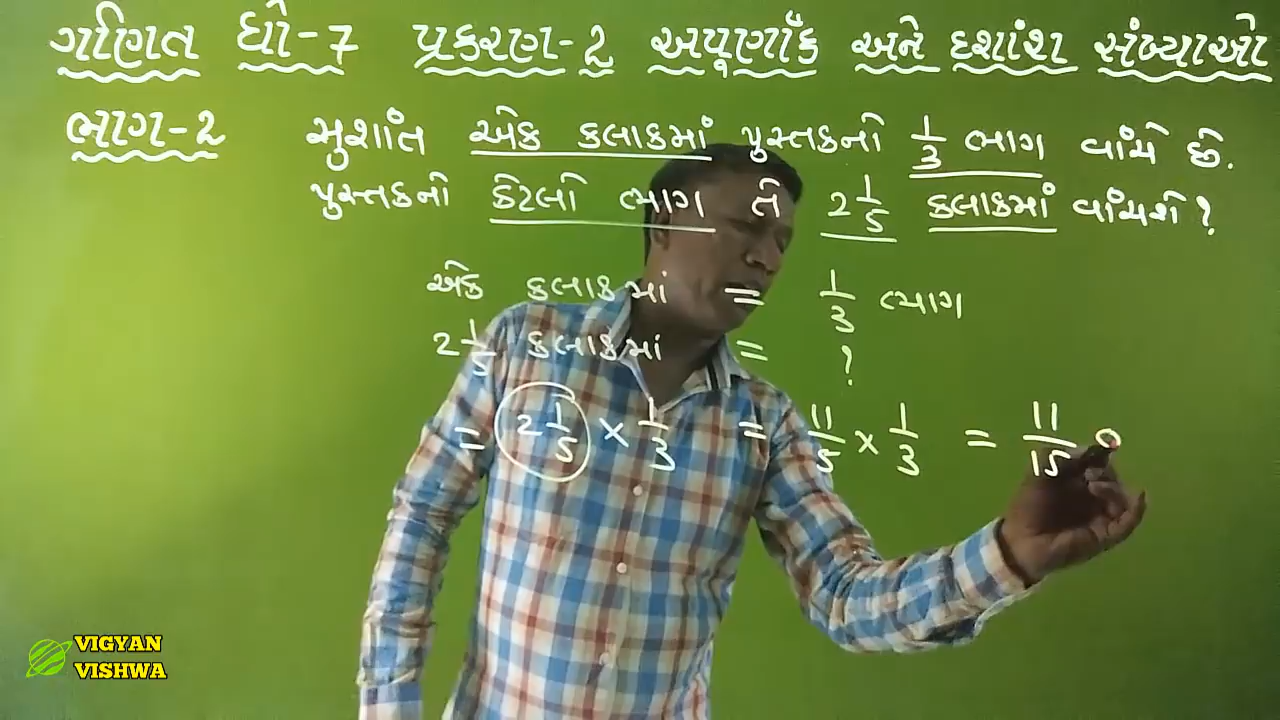 ગણિત ધો-7 પ્રકરણ-2 અપૂર્ણાંક અને દશાંશ સંખ્યાઓ
ભાગ-2 સુશાંત એક કલાકમાં પુસ્તકનો 1/3 ભાગ વાંચે છે.
પુસ્તકનો કેટલો ભાગ તે 2 1/5 કલાકમાં વાંચશે ?
એક કલાકમાં = 1/3 ભાગ
2 1/5 કલાકમાં = ?
= 2 1/5 × 1/3 = 11/5 × 1/3 = 11/15
VIGYAN
VISHWA